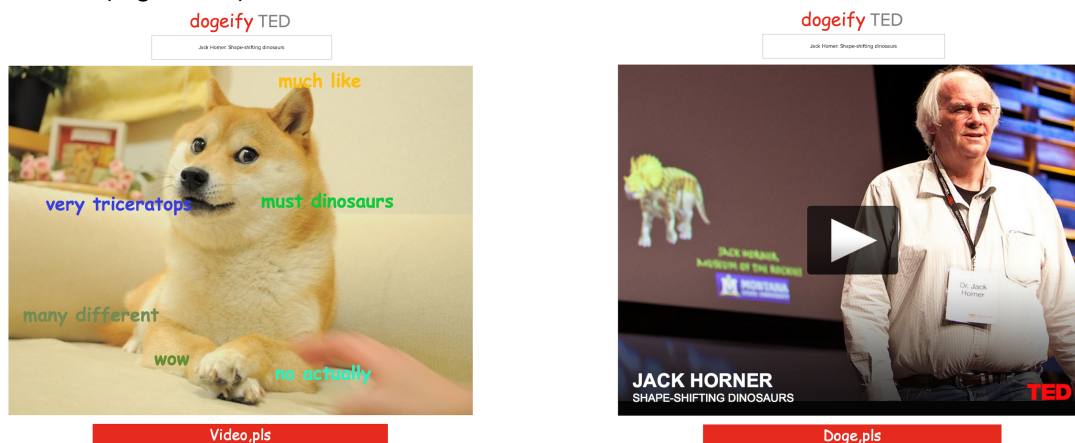 dogeify TED
Jack Horner: Shape-shifting dinosaurs
much like
very triceratops
must dinosaurs
many different
wow
no actually
Video,pls
dogeify TED
Jack Horner: Shape-shifting dinosaurs
JACK HORNER,
MUSEUM OF THE ROCKIES
MONTANA
STATE UNIVERSITY
Dr. Jack
Horner
JACK HORNER
SHAPE-SHIFTING DINOSAURS
TED
Doge,pls